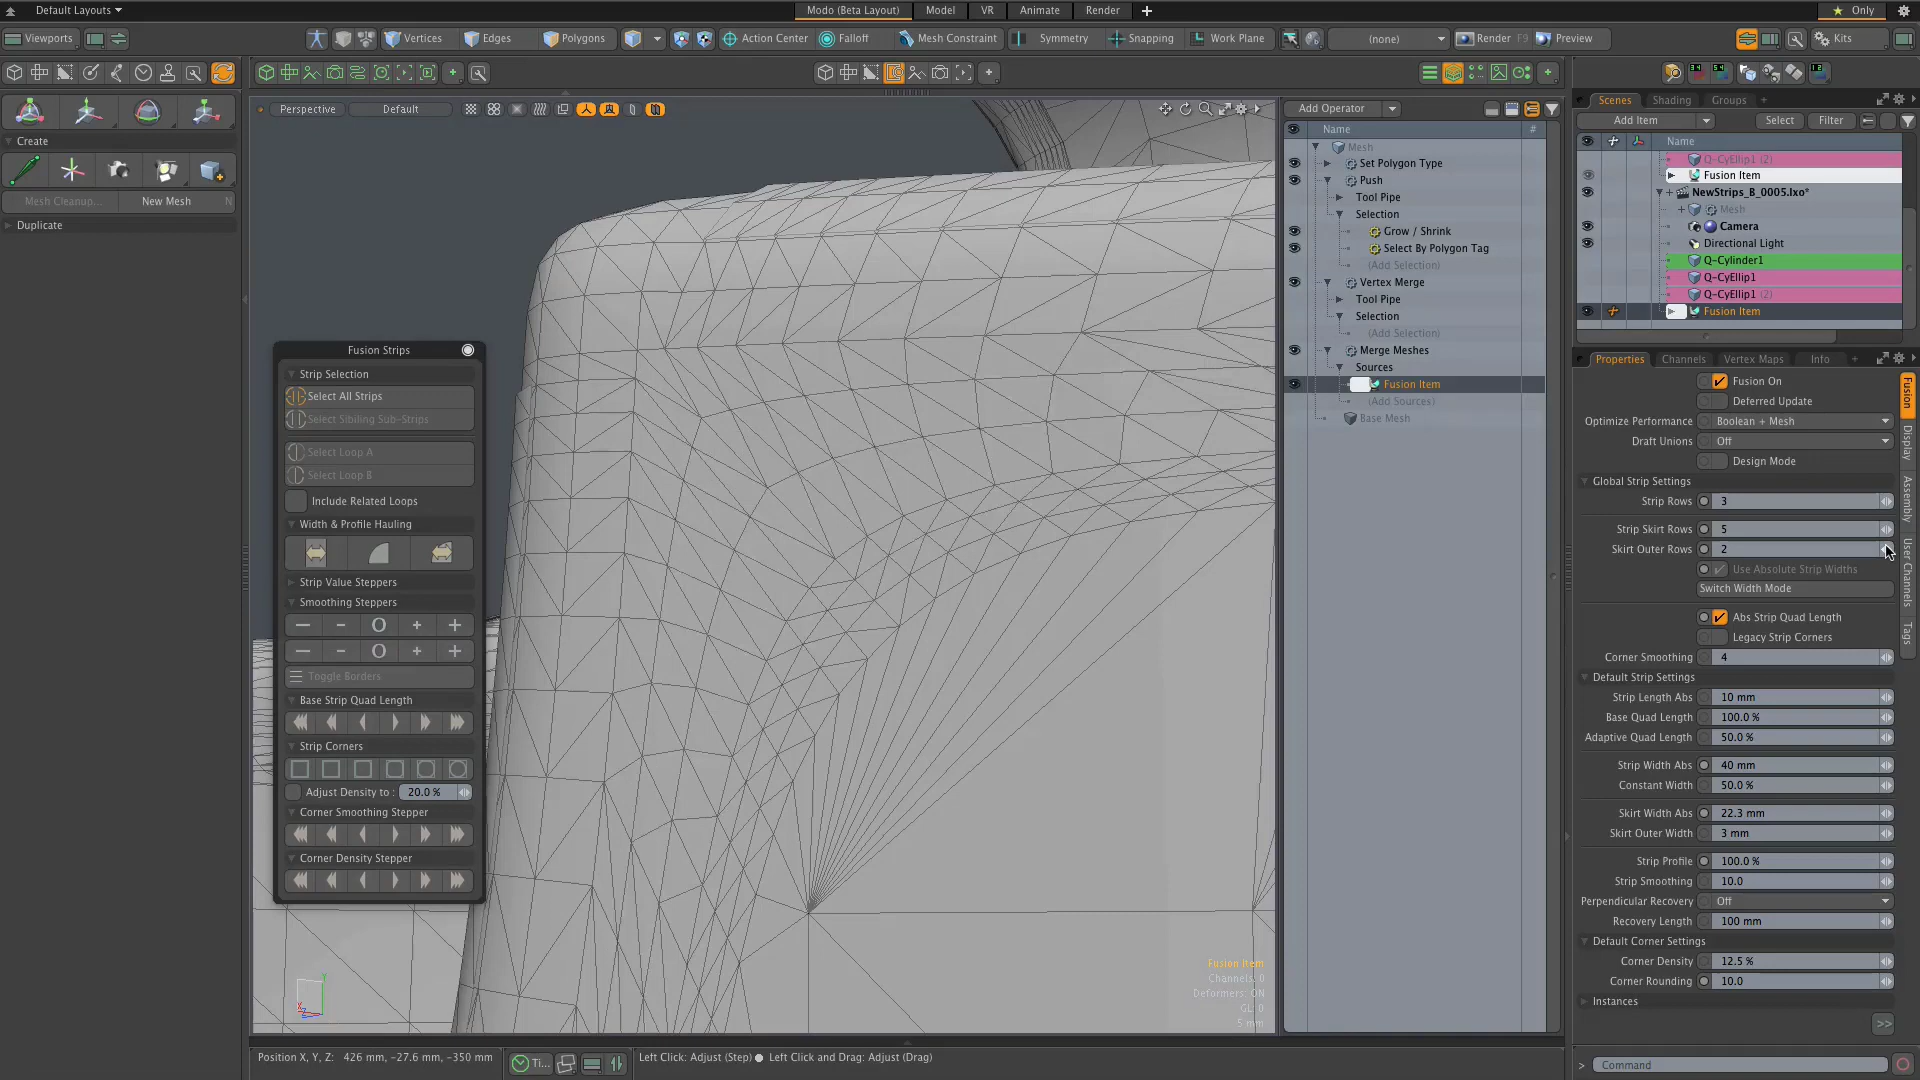 Default Layouts
Modo (Beta Layout)
Model
VR
Animate
Render
Only
Viewports
Vertices
Edges
Polygons
Action Center
Falloff
Mesh Constraint
Symmetry
Snapping
Work Plane
(none)
Render F9
Preview
Kits
Create
Mesh Cleanup...
New Mesh N
Duplicate
Perspective
Default
Fusion Strips
Strip Selection
Select All Strips
Select Sibiling Sub-Strips
Select Loop A
Select Loop B
Include Related Loops
Width & Profile Hauling
Strip Value Steppers
Smoothing Steppers
Toggle Borders
Base Strip Quad Length
Strip Corners
Adjust Density to : 20.0 %
Corner Smoothing Stepper
Corner Density Stepper
Fusion Item
Channels: 0
Deformers: ON
GL: 0
5 mm
Add Operator
Name #
Mesh
Set Polygon Type
Push
Tool Pipe
Selection
Grow / Shrink
Select By Polygon Tag
(Add Selection)
Vertex Merge
Tool Pipe
Selection
(Add Selection)
Merge Meshes
Sources
Fusion Item
(Add Sources)
Base Mesh
Scenes
Shading
Groups
Add Item
Select
Filter
Name
Q-CyEllip1 (2)
Fusion Item
NewStrips_B_0005.lxo*
Mesh
Camera
Directional Light
Q-Cylinder1
Q-CyEllip1
Q-CyEllip1 (2)
Fusion Item
Properties
Channels
Vertex Maps
Info
Fusion On
Deferred Update
Optimize Performance Boolean + Mesh
Draft Unions Off
Design Mode
Global Strip Settings
Strip Rows 3
Strip Skirt Rows 5
Skirt Outer Rows 2
Use Absolute Strip Widths
Switch Width Mode
Abs Strip Quad Length
Legacy Strip Corners
Corner Smoothing 4
Default Strip Settings
Strip Length Abs 10 mm
Base Quad Length 100.0 %
Adaptive Quad Length 50.0 %
Strip Width Abs 40 mm
Constant Width 50.0 %
Skirt Width Abs 22.3 mm
Skirt Outer Width 3 mm
Strip Profile 100.0 %
Strip Smoothing 10.0
Perpendicular Recovery Off
Recovery Length 100 mm
Default Corner Settings
Corner Density 12.5 %
Corner Rounding 10.0
Instances
>>
Fusion
Display
Assembly
User Channels
Tags
Position X, Y, Z: 426 mm, -27.6 mm, -350 mm
Ti...
Left Click: Adjust (Step) ● Left Click and Drag: Adjust (Drag)
> Command